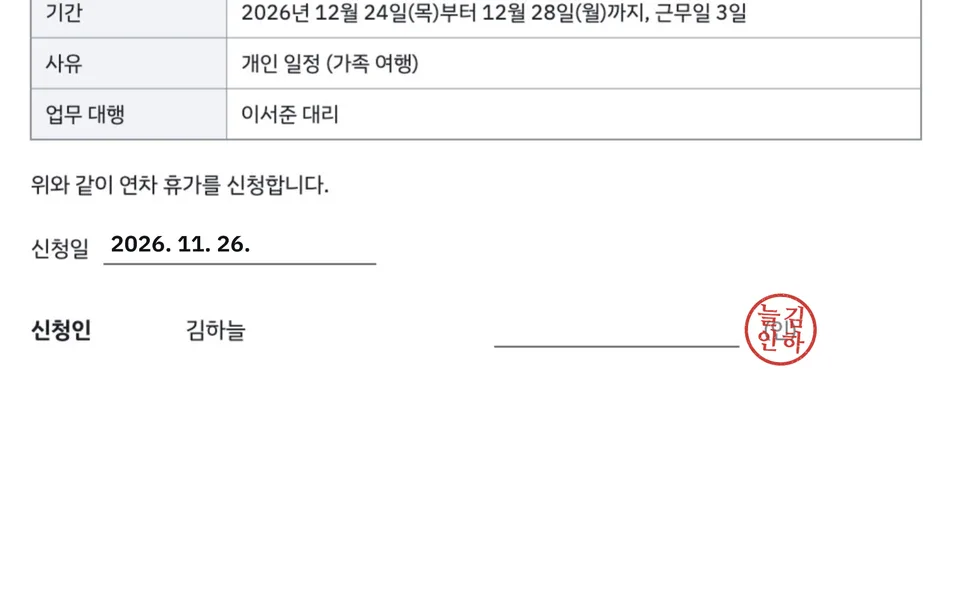 기간 2026년 12월 24일(목)부터 12월 28일(월)까지, 근무일 3일
사유 개인 일정 (가족 여행)
업무 대행 이서준 대리
위와 같이 연차 휴가를 신청합니다.
신청일 2026. 11. 26.
신청인 김하늘 (인)
김하늘인